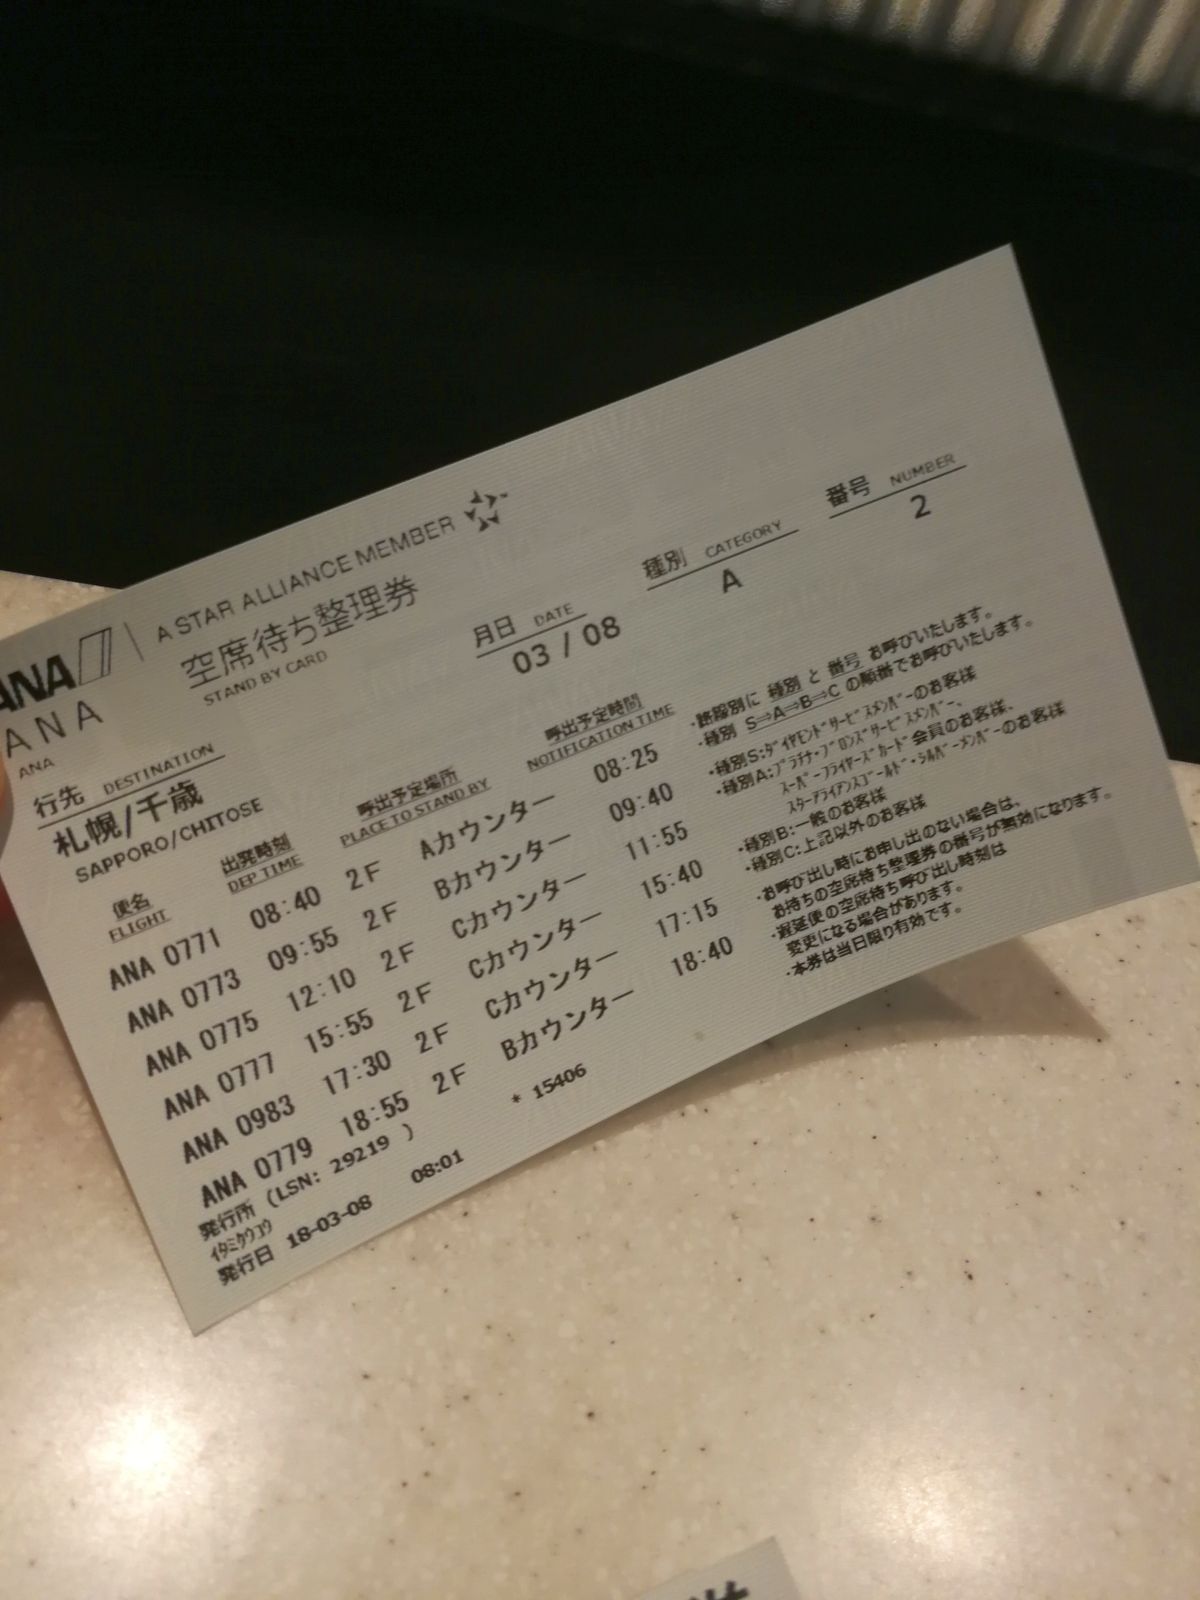 ANA A STAR ALLIANCE MEMBER
ANA 空席待ち整理券
ANA STAND BY CARD
行先 DESTINATION
札幌/千歳
SAPPORO/CHITOSE
月日 DATE
03 / 08
種別 CATEGORY
A
番号 NUMBER
2
便名 出発時刻 呼出予定場所 呼出予定時間
FLIGHT DEP TIME PLACE TO STAND BY NOTIFICATION TIME
ANA 0771 08:40 2F Aカウンター 08:25
ANA 0773 09:55 2F Bカウンター 09:40
ANA 0775 12:10 2F Cカウンター 11:55
ANA 0777 15:55 2F Cカウンター 15:40
ANA 0983 17:30 2F Cカウンター 17:15
ANA 0779 18:55 2F Bカウンター 18:40
発行所 (LSN: 29219 )
ｲﾀﾐｸｳｺｳ
発行日 18-03-08 08:01 * 15406
・路線別に 種別 と 番号 お呼びいたします。
・種別 S⇒A⇒B⇒C の順番でお呼びいたします。
・種別S:ﾀﾞｲﾔﾓﾝﾄﾞｻｰﾋﾞｽﾒﾝﾊﾞｰのお客様
・種別A:ﾌﾟﾗﾁﾅ・ﾌﾞﾛﾝｽﾞｻｰﾋﾞｽﾒﾝﾊﾞｰ、
ｽｰﾊﾟｰﾌﾗｲﾔｰｽﾞｶｰﾄﾞ会員のお客様、
ｽﾀｰｱﾗｲｱﾝｽｺﾞｰﾙﾄﾞ・ｼﾙﾊﾞｰﾒﾝﾊﾞｰのお客様
・種別B:一般のお客様
・種別C:上記以外のお客様
・お呼び出し時にお申し出のない場合は、
お持ちの空席待ち整理券の番号が無効になります。
・遅延便の空席待ち呼び出し時刻は
変更になる場合があります。
・本券は当日限り有効です。